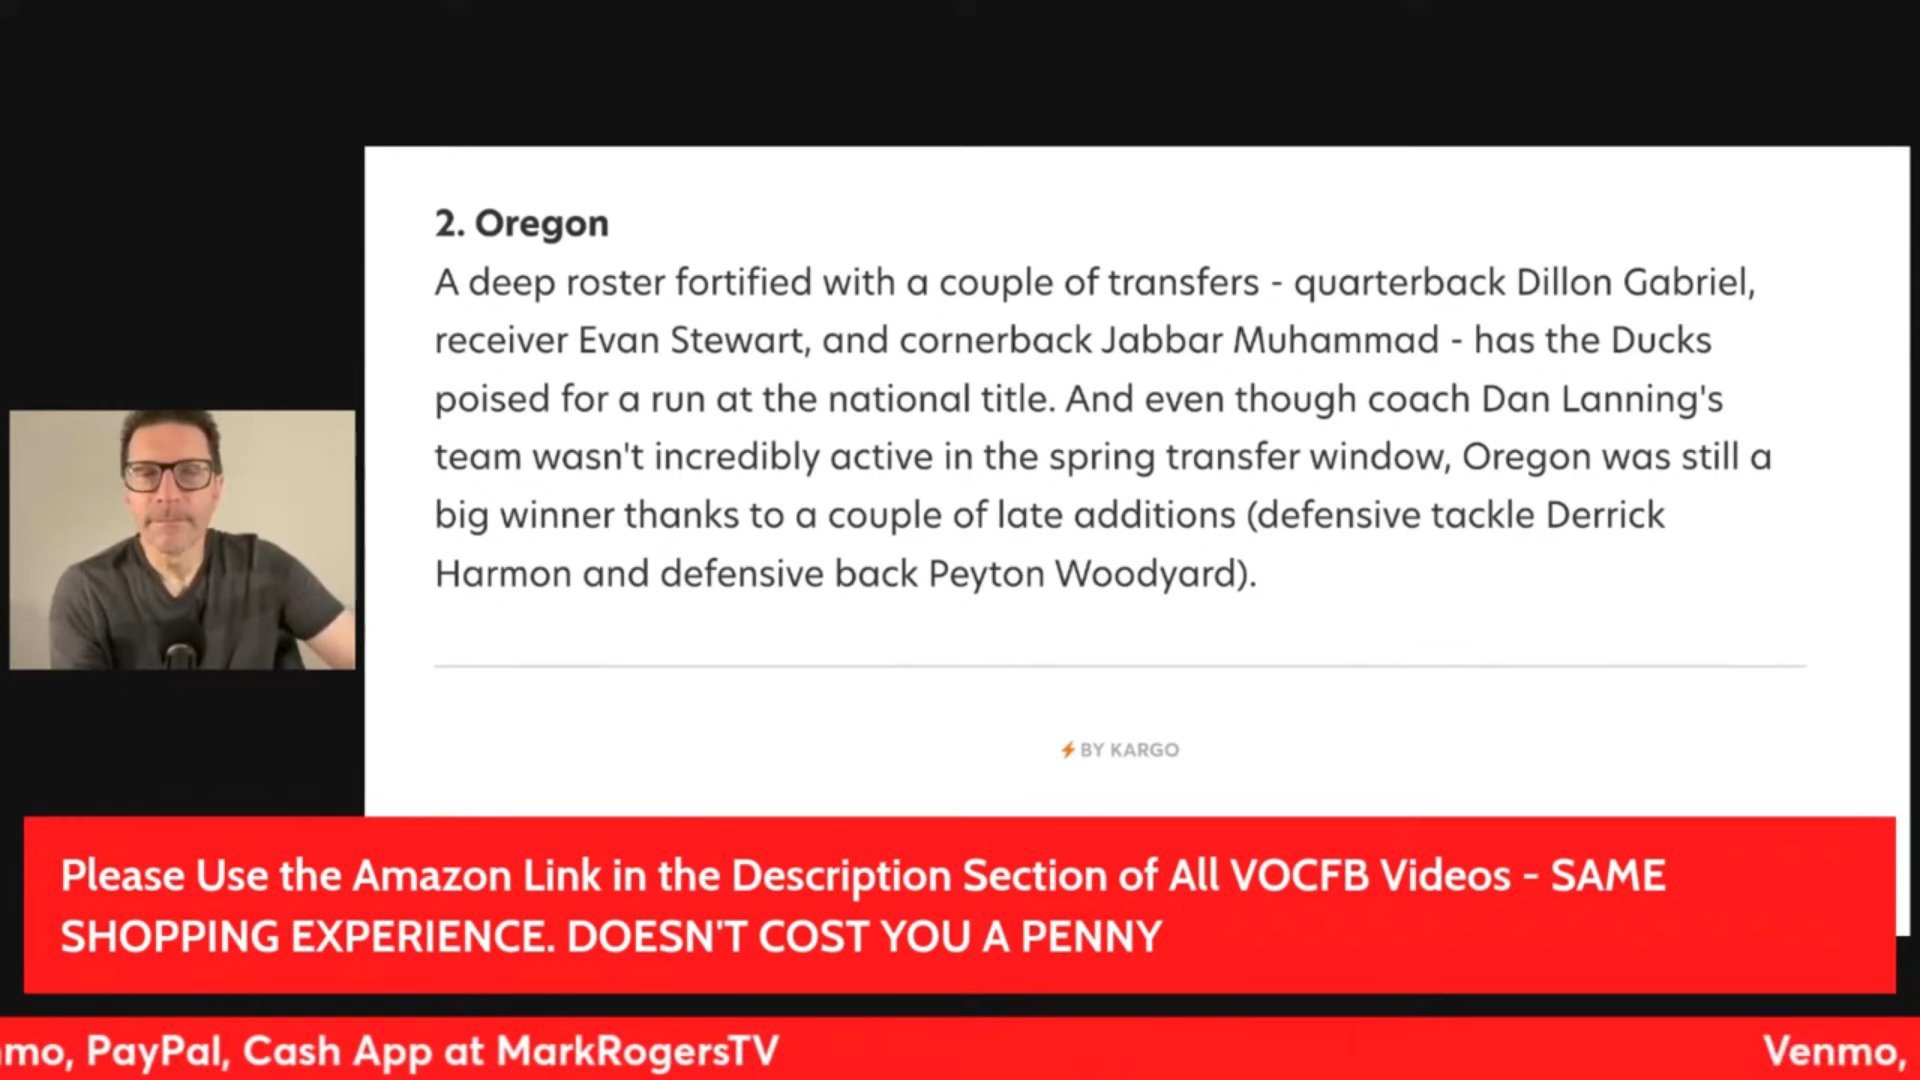 2. Oregon
A deep roster fortified with a couple of transfers - quarterback Dillon Gabriel,
receiver Evan Stewart, and cornerback Jabbar Muhammad - has the Ducks
poised for a run at the national title. And even though coach Dan Lanning's
team wasn't incredibly active in the spring transfer window, Oregon was still a
big winner thanks to a couple of late additions (defensive tackle Derrick
Harmon and defensive back Peyton Woodyard).
BY KARGO
Please Use the Amazon Link in the Description Section of All VOCFB Videos - SAME
SHOPPING EXPERIENCE. DOESN'T COST YOU A PENNY
mo, PayPal, Cash App at MarkRogersTV Venmo,